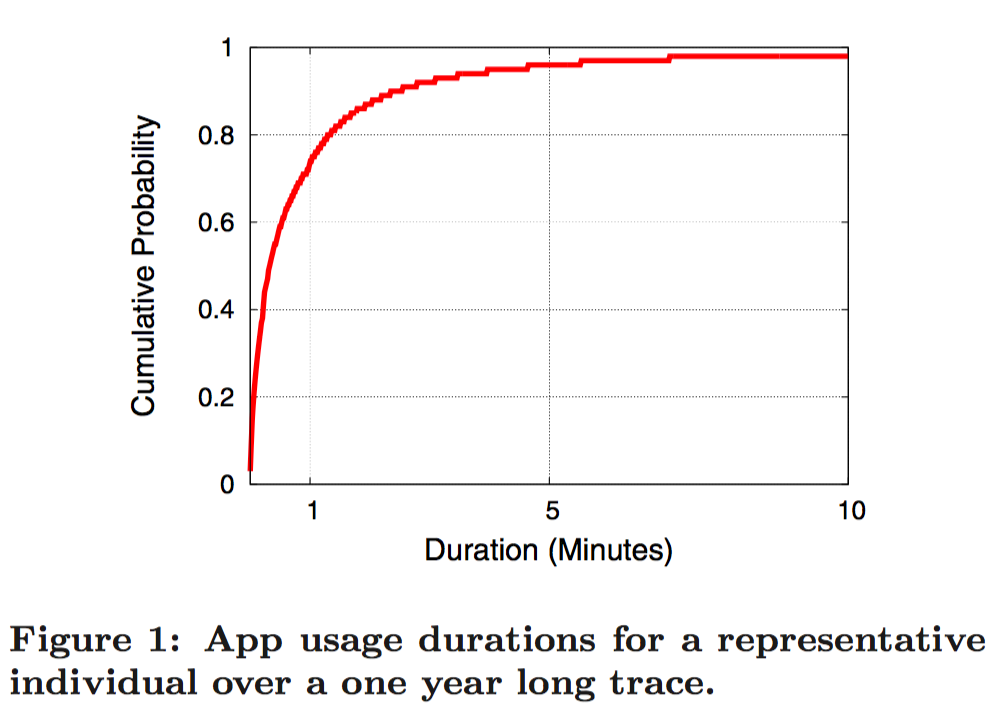 1
0.8
0.6
0.4
0.2
0
Cumulative Probability
1 5 10
Duration (Minutes)
Figure 1: App usage durations for a representative
individual over a one year long trace.